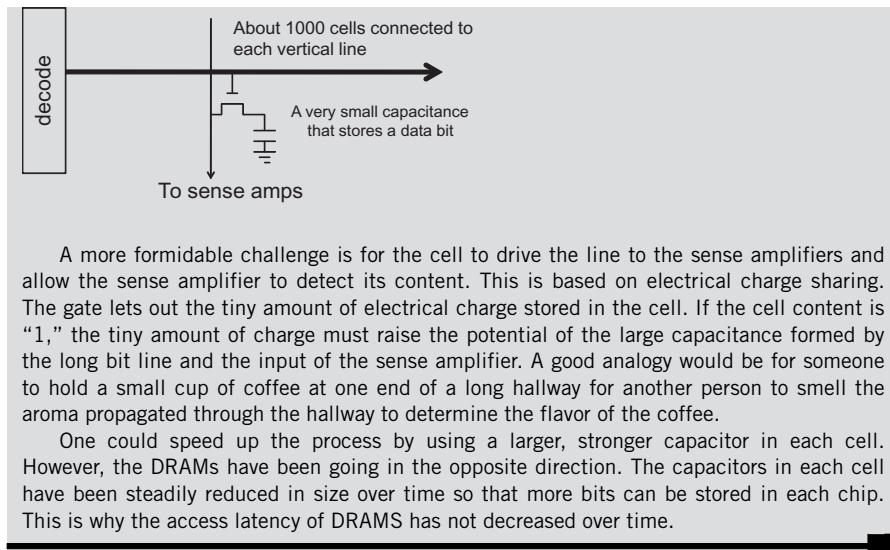 About 1000 cells connected to
each vertical line
decode
A very small capacitance
that stores a data bit
To sense amps
A more formidable challenge is for the cell to drive the line to the sense amplifiers and
allow the sense amplifier to detect its content. This is based on electrical charge sharing.
The gate lets out the tiny amount of electrical charge stored in the cell. If the cell content is
“1,” the tiny amount of charge must raise the potential of the large capacitance formed by
the long bit line and the input of the sense amplifier. A good analogy would be for someone
to hold a small cup of coffee at one end of a long hallway for another person to smell the
aroma propagated through the hallway to determine the flavor of the coffee.
One could speed up the process by using a larger, stronger capacitor in each cell.
However, the DRAMs have been going in the opposite direction. The capacitors in each cell
have been steadily reduced in size over time so that more bits can be stored in each chip.
This is why the access latency of DRAMS has not decreased over time.